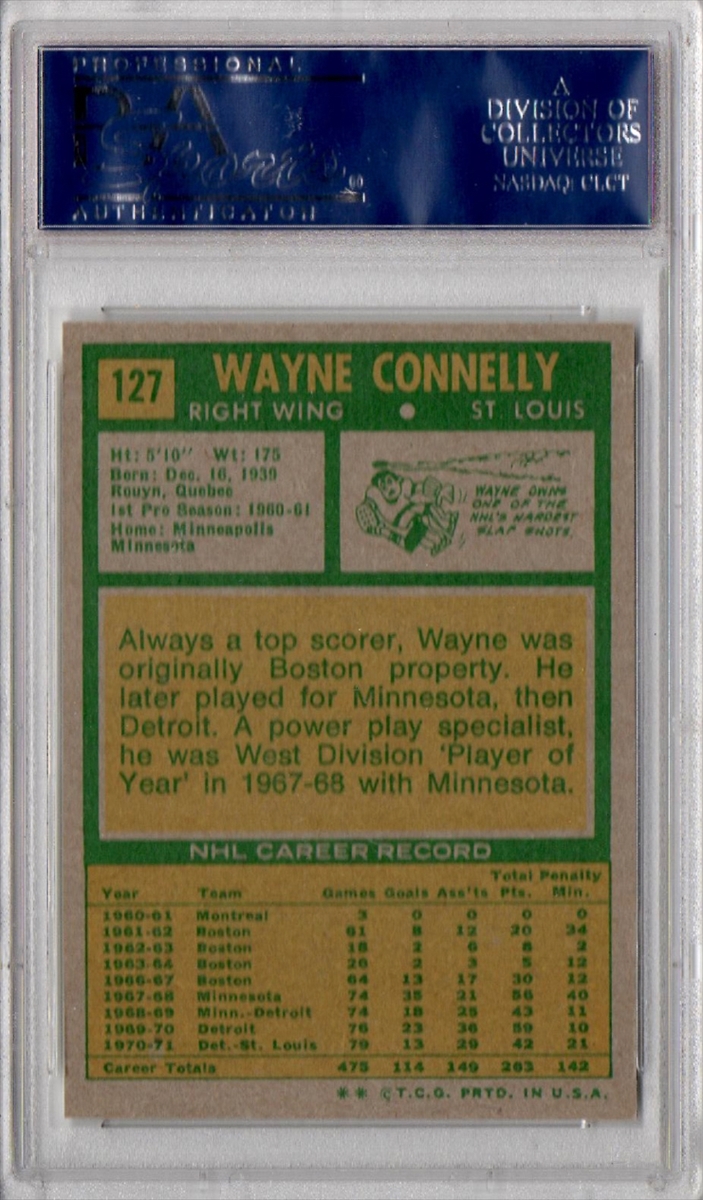 PROFESSIONAL
PSA
AUTHENTICATOR
A
DIVISION OF
COLLECTORS
UNIVERSE
NASDAQ: CLCT
127
WAYNE CONNELLY
RIGHT WING ● ST LOUIS
Ht: 5'10" Wt: 175
Born: Dec. 16, 1939
Rouyn, Quebec
1st Pro Season: 1960-61
Home: Minneapolis
Minnesota
WAYNE OWNS
ONE OF THE
NHL'S HARDEST
SLAP SHOTS.
Always a top scorer, Wayne was
originally Boston property. He
later played for Minnesota, then
Detroit. A power play specialist,
he was West Division 'Player of
Year' in 1967-68 with Minnesota.
NHL CAREER RECORD
Total Penalty
Year Team Games Goals Ass'ts Pts. Min.
1960-61 Montreal 3 0 0 0 0
1961-62 Boston 61 8 12 20 34
1962-63 Boston 18 2 6 8 2
1963-64 Boston 26 2 3 5 12
1966-67 Boston 64 13 17 30 12
1967-68 Minnesota 74 35 21 56 40
1968-69 Minn.-Detroit 74 18 25 43 11
1969-70 Detroit 76 23 36 59 10
1970-71 Det.-St. Louis 79 13 29 42 21
Career Totals 475 114 149 263 142
** © T.C.G. PRTD. IN U.S.A.